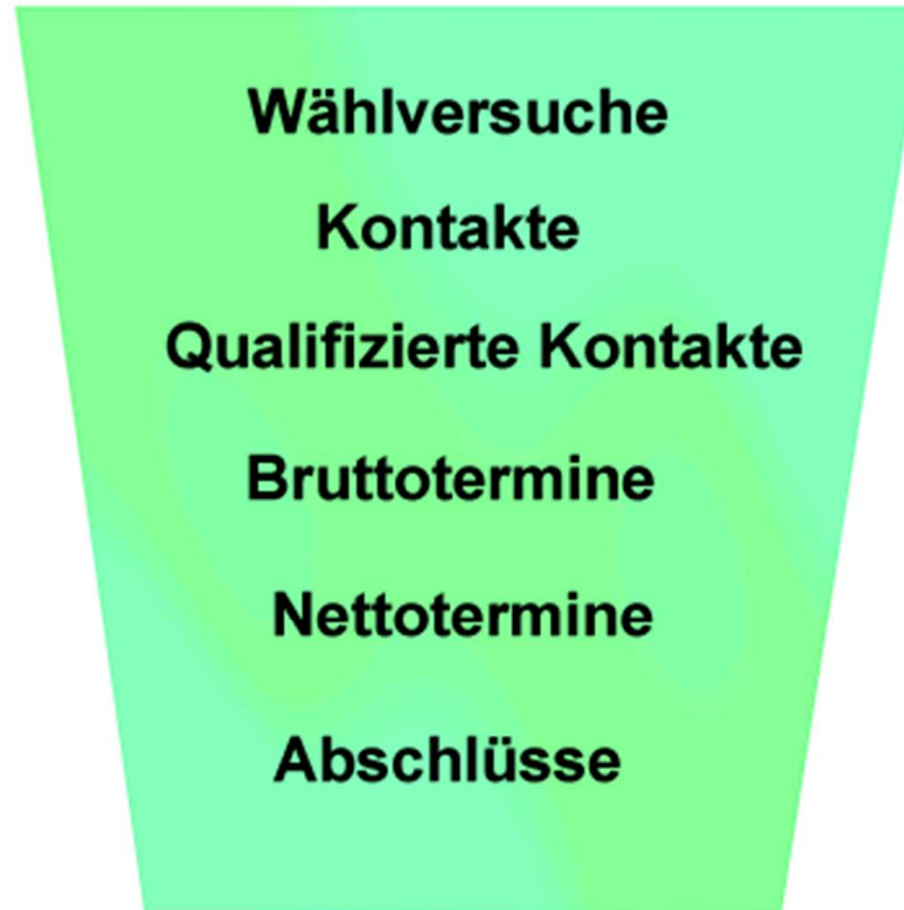 Wählversuche
Kontakte
Qualifizierte Kontakte
Bruttotermine
Nettotermine
Abschlüsse